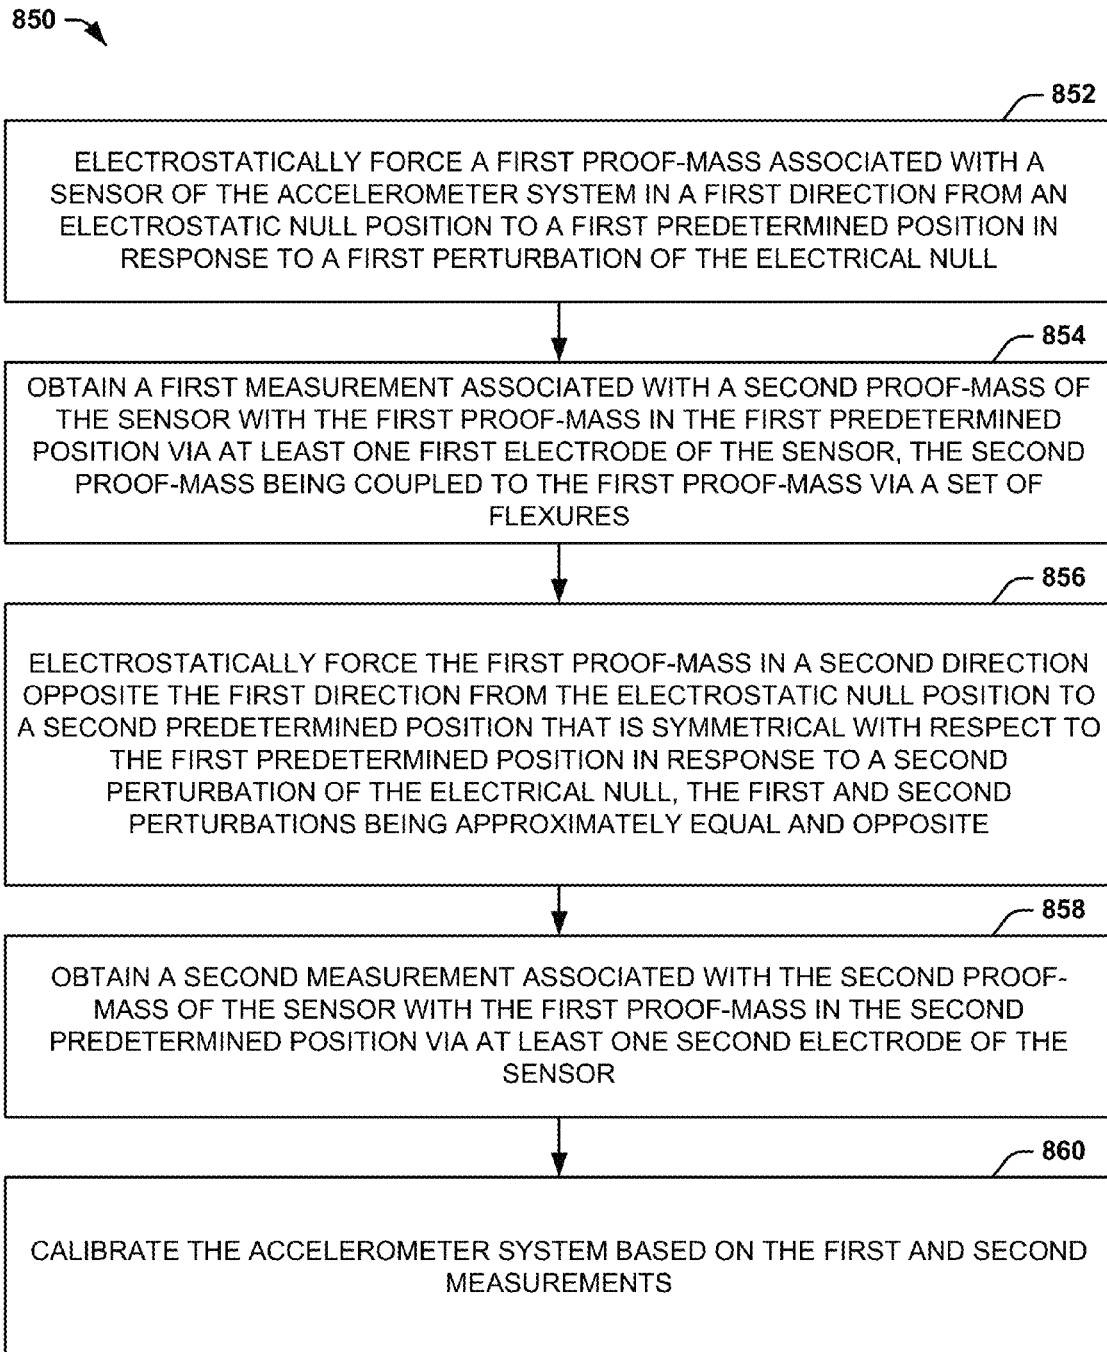 850
852
ELECTROSTATICALLY FORCE A FIRST PROOF-MASS ASSOCIATED WITH A
SENSOR OF THE ACCELEROMETER SYSTEM IN A FIRST DIRECTION FROM AN
ELECTROSTATIC NULL POSITION TO A FIRST PREDETERMINED POSITION IN
RESPONSE TO A FIRST PERTURBATION OF THE ELECTRICAL NULL
854
OBTAIN A FIRST MEASUREMENT ASSOCIATED WITH A SECOND PROOF-MASS OF
THE SENSOR WITH THE FIRST PROOF-MASS IN THE FIRST PREDETERMINED
POSITION VIA AT LEAST ONE FIRST ELECTRODE OF THE SENSOR, THE SECOND
PROOF-MASS BEING COUPLED TO THE FIRST PROOF-MASS VIA A SET OF
FLEXURES
856
ELECTROSTATICALLY FORCE THE FIRST PROOF-MASS IN A SECOND DIRECTION
OPPOSITE THE FIRST DIRECTION FROM THE ELECTROSTATIC NULL POSITION TO
A SECOND PREDETERMINED POSITION THAT IS SYMMETRICAL WITH RESPECT TO
THE FIRST PREDETERMINED POSITION IN RESPONSE TO A SECOND
PERTURBATION OF THE ELECTRICAL NULL, THE FIRST AND SECOND
PERTURBATIONS BEING APPROXIMATELY EQUAL AND OPPOSITE
858
OBTAIN A SECOND MEASUREMENT ASSOCIATED WITH THE SECOND PROOF-
MASS OF THE SENSOR WITH THE FIRST PROOF-MASS IN THE SECOND
PREDETERMINED POSITION VIA AT LEAST ONE SECOND ELECTRODE OF THE
SENSOR
860
CALIBRATE THE ACCELEROMETER SYSTEM BASED ON THE FIRST AND SECOND
MEASUREMENTS